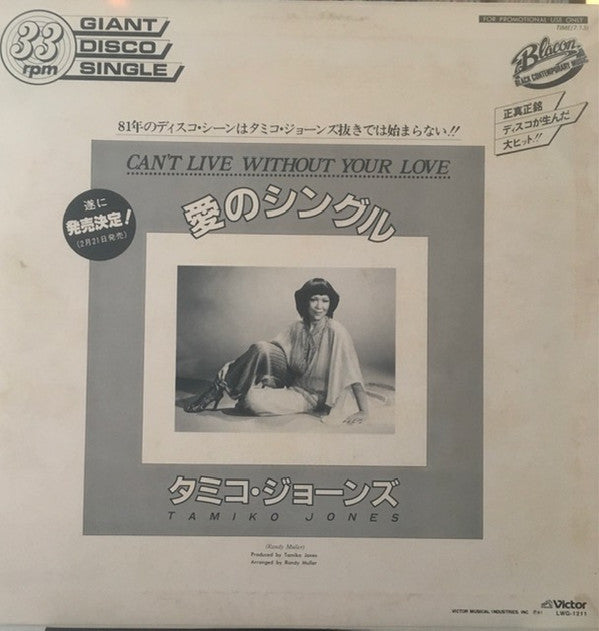 33
rpm
GIANT
DISCO
SINGLE
FOR PROMOTIONAL USE ONLY
TIME(7:13)
Blacon
BLACK CONTEMPORARY MUSIC
正真正銘
ディスコが生んだ
大ヒット!!
81年のディスコ・シーンはタミコ・ジョーンズ抜きでは始まらない!!
CAN'T LIVE WITHOUT YOUR LOVE
愛のシングル
遂に
発売決定!
(2月21日発売)
タミコ・ジョーンズ
TAMIKO JONES
(Randy Muller)
Produced by Tamiko Jones
Arranged by Randy Muller
Victor
VICTOR MUSICAL INDUSTRIES, INC.
LWG-1211